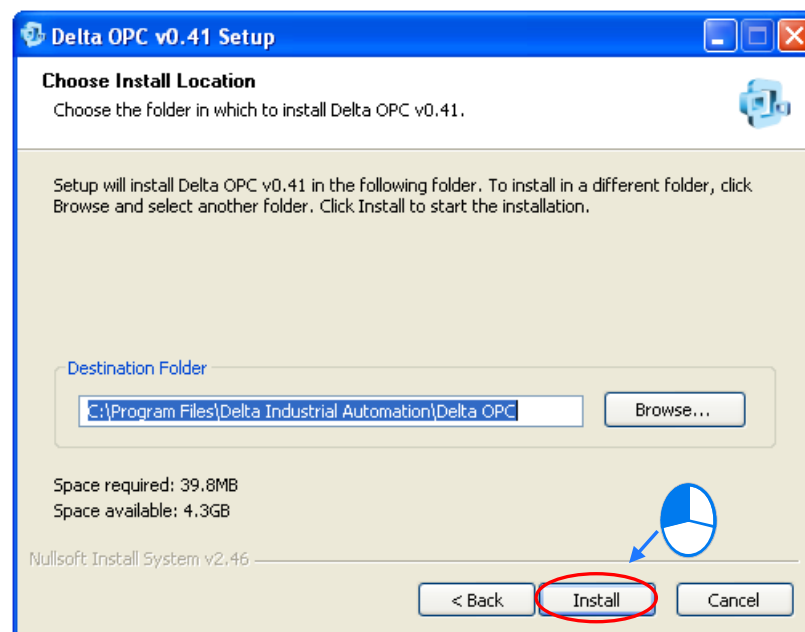 Delta OPC v0.41 Setup
Choose Install Location
Choose the folder in which to install Delta OPC v0.41.
Setup will install Delta OPC v0.41 in the following folder. To install in a different folder, click
Browse and select another folder. Click Install to start the installation.
Destination Folder
C:\Program Files\Delta Industrial Automation\Delta OPC
Browse...
Space required: 39.8MB
Space available: 4.3GB
Nullsoft Install System v2.46
< Back
Install
Cancel